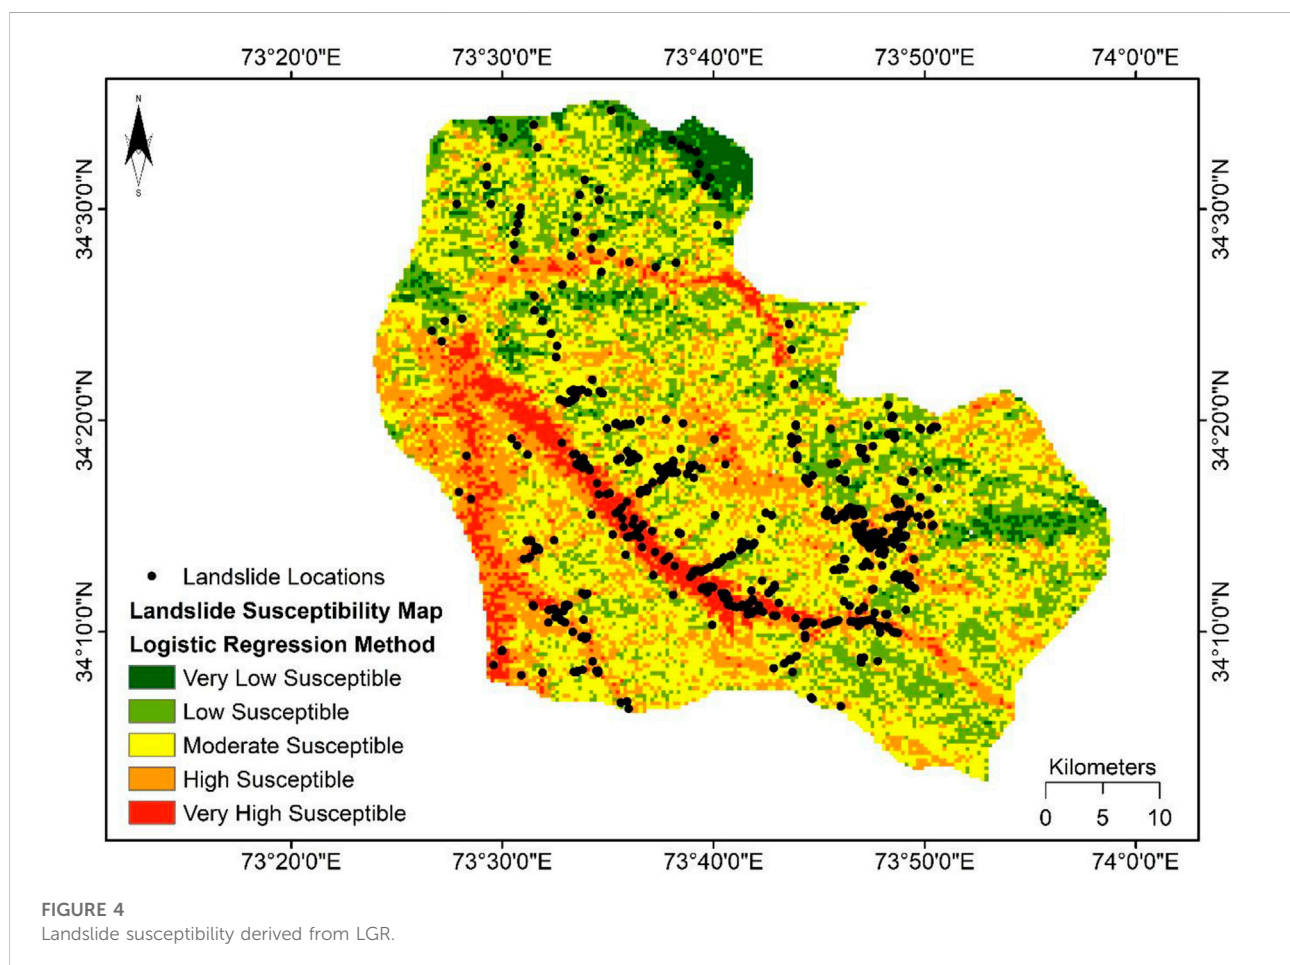 73°20'0"E 73°30'0"E 73°40'0"E 73°50'0"E 74°0'0"E
N
S
34°30'0"N
34°30'0"N
34°20'0"N
34°20'0"N
34°10'0"N
34°10'0"N
Landslide Locations
Landslide Susceptibility Map
Logistic Regression Method
Very Low Susceptible
Low Susceptible
Moderate Susceptible
High Susceptible
Very High Susceptible
Kilometers
0 5 10
73°20'0"E 73°30'0"E 73°40'0"E 73°50'0"E 74°0'0"E
FIGURE 4
Landslide susceptibility derived from LGR.